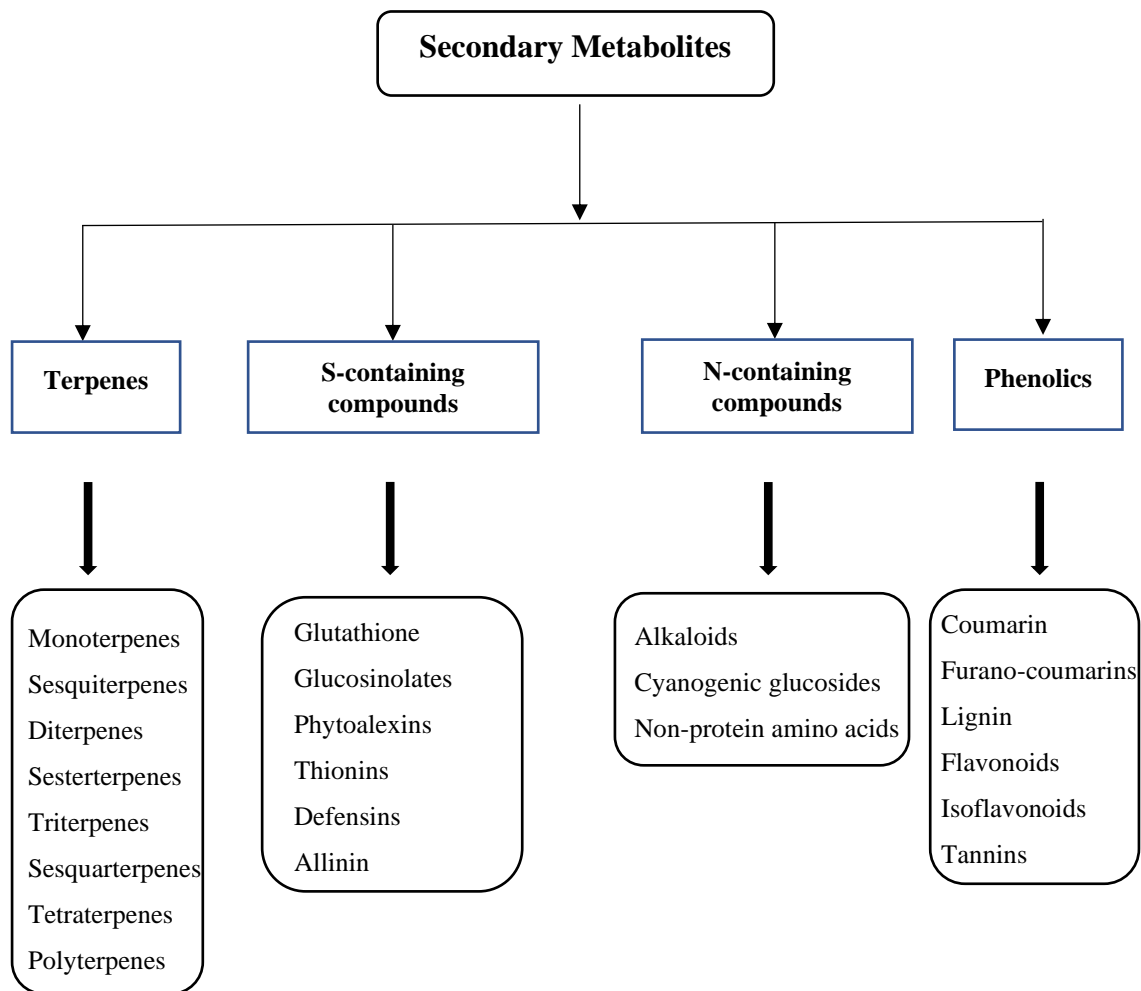 Secondary Metabolites
Terpenes
S-containing
compounds
N-containing
compounds
Phenolics
Monoterpenes
Sesquiterpenes
Diterpenes
Sesterterpenes
Triterpenes
Sesquarterpenes
Tetraterpenes
Polyterpenes
Glutathione
Glucosinolates
Phytoalexins
Thionins
Defensins
Allinin
Alkaloids
Cyanogenic glucosides
Non-protein amino acids
Coumarin
Furano-coumarins
Lignin
Flavonoids
Isoflavonoids
Tannins